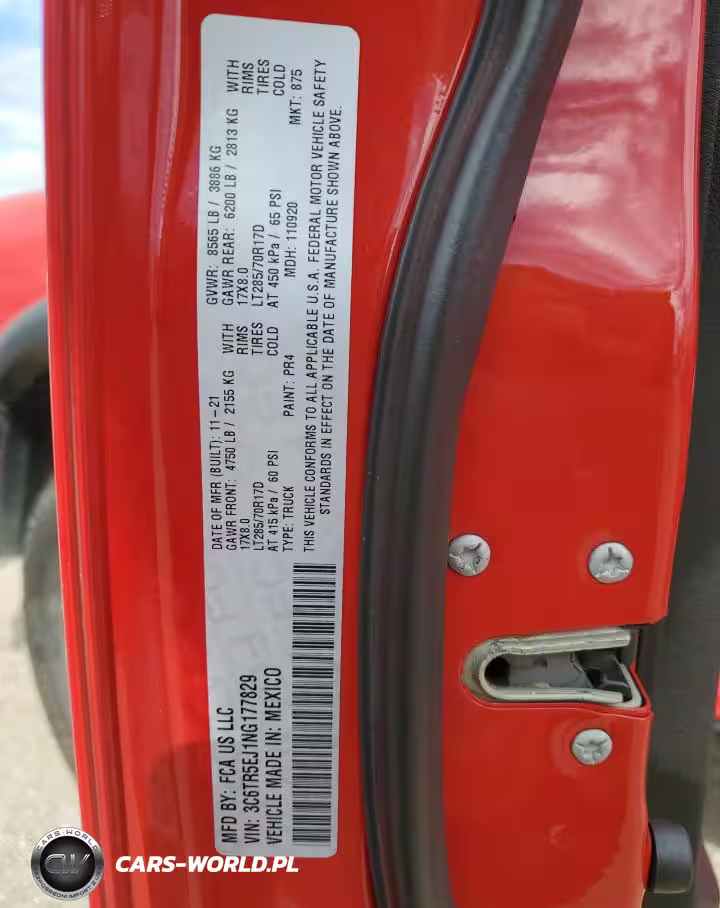 MFD BY: FCA US LLC
VIN: 3C6TR5EJ1NG177829
VEHICLE MADE IN: MEXICO
DATE OF MFR (BUILT): 11-21 GVWR: 8565 LB / 3886 KG
GAWR FRONT: 4750 LB / 2155 KG WITH GAWR REAR: 6200 LB / 2813 KG WITH
17X8.0 RIMS 17X8.0 RIMS
LT285/70R17D TIRES LT285/70R17D TIRES
AT 415 kPa / 60 PSI COLD AT 450 kPa / 65 PSI COLD
TYPE: TRUCK PAINT: PR4 MDH: 110920 MKT: 875
THIS VEHICLE CONFORMS TO ALL APPLICABLE U.S.A. FEDERAL MOTOR VEHICLE SAFETY
STANDARDS IN EFFECT ON THE DATE OF MANUFACTURE SHOWN ABOVE.
CARS-WORLD
CW
CARS-WORLD.PL